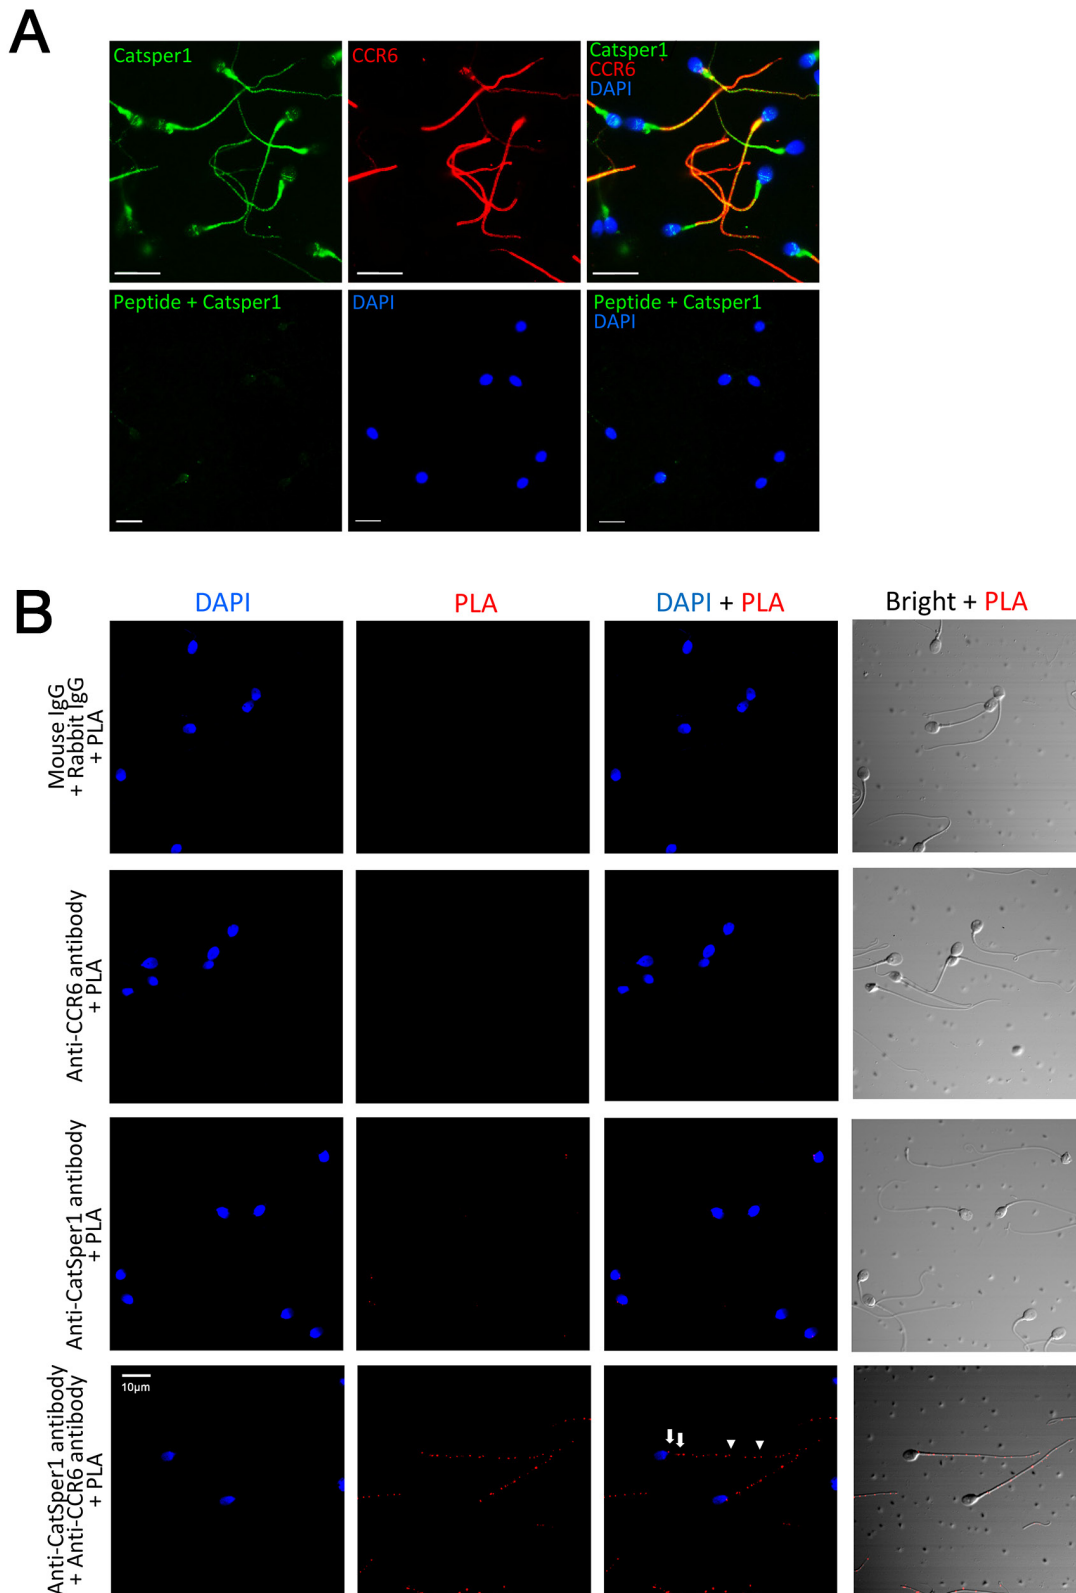 A
Catsper1
CCR6
Catsper1
CCR6
DAPI
Peptide + Catsper1
DAPI
Peptide + Catsper1
DAPI
B
DAPI
PLA
DAPI + PLA
Bright + PLA
Mouse IgG
+ Rabbit IgG
+ PLA
Anti-CCR6 antibody
+ PLA
Anti-CatSper1 antibody
+ PLA
Anti-CatSper1 antibody
+ Anti-CCR6 antibody
+ PLA
10μm